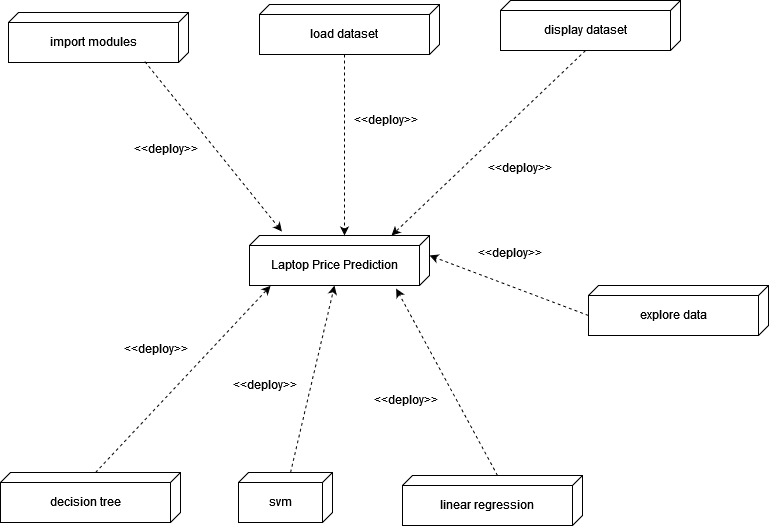 import modules
load dataset
display dataset
<<deploy>>
<<deploy>>
<<deploy>>
<<deploy>>
Laptop Price Prediction
explore data
<<deploy>>
<<deploy>>
<<deploy>>
decision tree
svm
linear regression